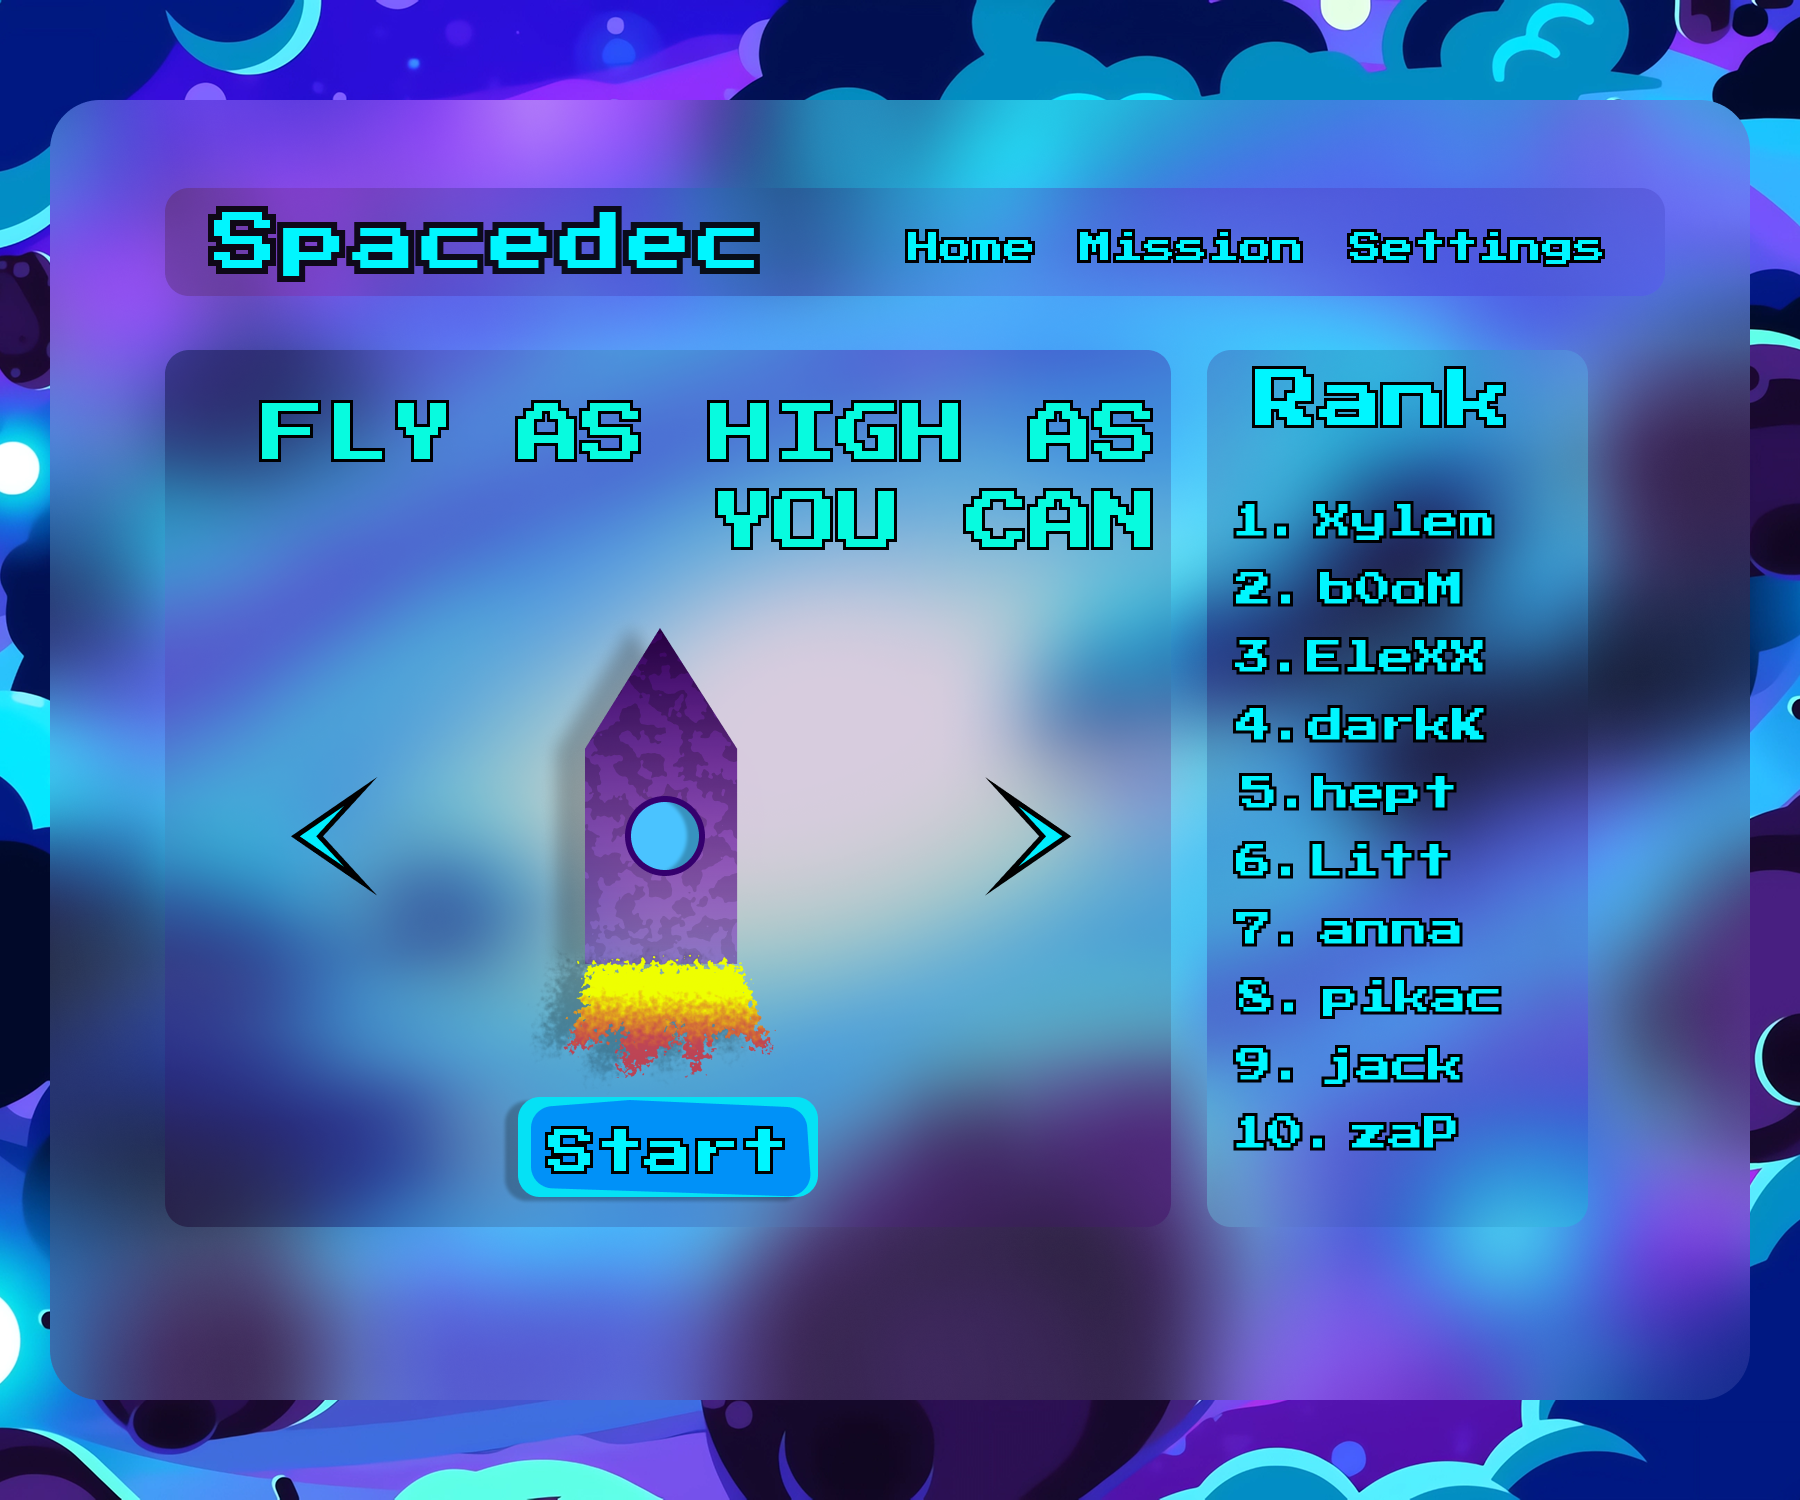 Spacedec
Home Mission Settings
FLY AS HIGH AS
YOU CAN
Start
Rank
1. Xylem
2. b0oM
3. EleXX
4. darkK
5. hept
6. Litt
7. anna
8. pikac
9. jack
10. zaP